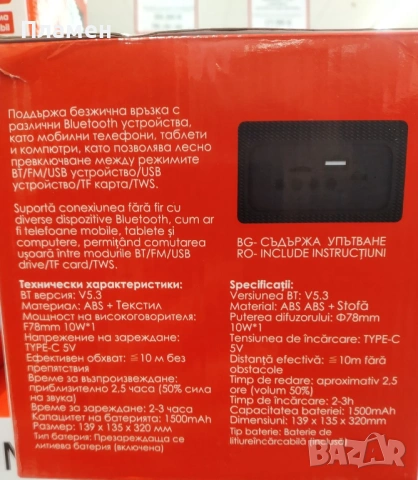 Пламен
Поддържа безжична връзка с
различни Bluetooth устройства,
като мобилни телефони, таблети
и компютри, като позволява лесно
превключване между режимите
BT/FM/USB устройство/USB
устройство/TF карта/TWS.
Suportă conexiunea fără fir cu
diverse dispozitive Bluetooth, cum ar
fi telefoane mobile, tablete și
computere, permițând comutarea
ușoară între modurile BT/FM/USB
drive/TF card/TWS.
BG- СЪДЪРЖА УПЪТВАНЕ
RO- INCLUDE INSTRUCȚIUNI
Технически характеристики:
BT версия: V5.3
Материал: ABS + Текстил
Мощност на високоговорителя:
F78mm 10W*1
Напрежение на зареждане:
TYPE-C 5V
Ефективен обхват: ≦10 м без
препятствия
Време за възпроизвеждане:
приблизително 2,5 часа (50% сила
на звука)
Време за зареждане: 2-3 часа
Капацитет на батерията: 1500mAh
Размер: 139 x 135 x 320 мм
Тип батерия: Презареждаща се
литиева батерия (включена)
Specificații:
Versiunea BT: V5.3
Material: ABS ABS +Stofă
Puterea difuzorului: Φ78mm
10W*1
Tensiunea de încărcare: TYPE-C
5V
Distanță efectivă: ≦10m fără
obstacole
Timp de redare: aproximativ 2,5
ore (volum 50%)
Timp de încărcare: 2-3h
Capacitatea bateriei: 1500mAh
Dimensiuni: 139 x 135 x 320mm
Tip baterie: Baterie de
litiureîncărcabilă (inclusă)
bazar